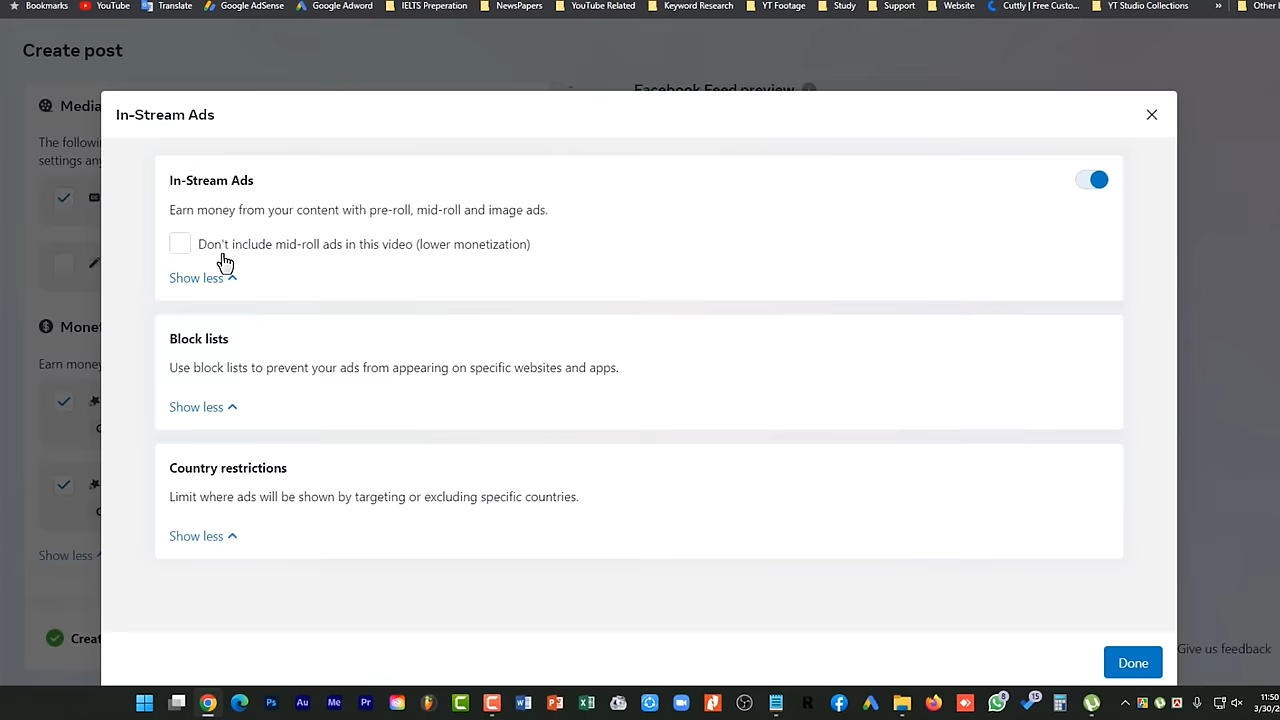 Bookmarks YouTube Translate Google AdSense Google Adword IELTS Preperation NewsPapers YouTube Related Keyword Research YT Footage Study Support Website Cuttly | Free Custo... YT Studio Collections » Other
Create post
Facebook Feed preview
Media
In-Stream Ads
The
settings
In-Stream Ads
Earn money from your content with pre-roll, mid-roll and image ads.
Don't include mid-roll ads in this video (lower monetization)
Show less
Block lists
Earn money
Use block lists to prevent your ads from appearing on specific websites and apps.
Show less
Country restrictions
Limit where ads will be shown by targeting or excluding specific countries.
Show less
Show less
Give us feedback
Done
11:50
3/30/2